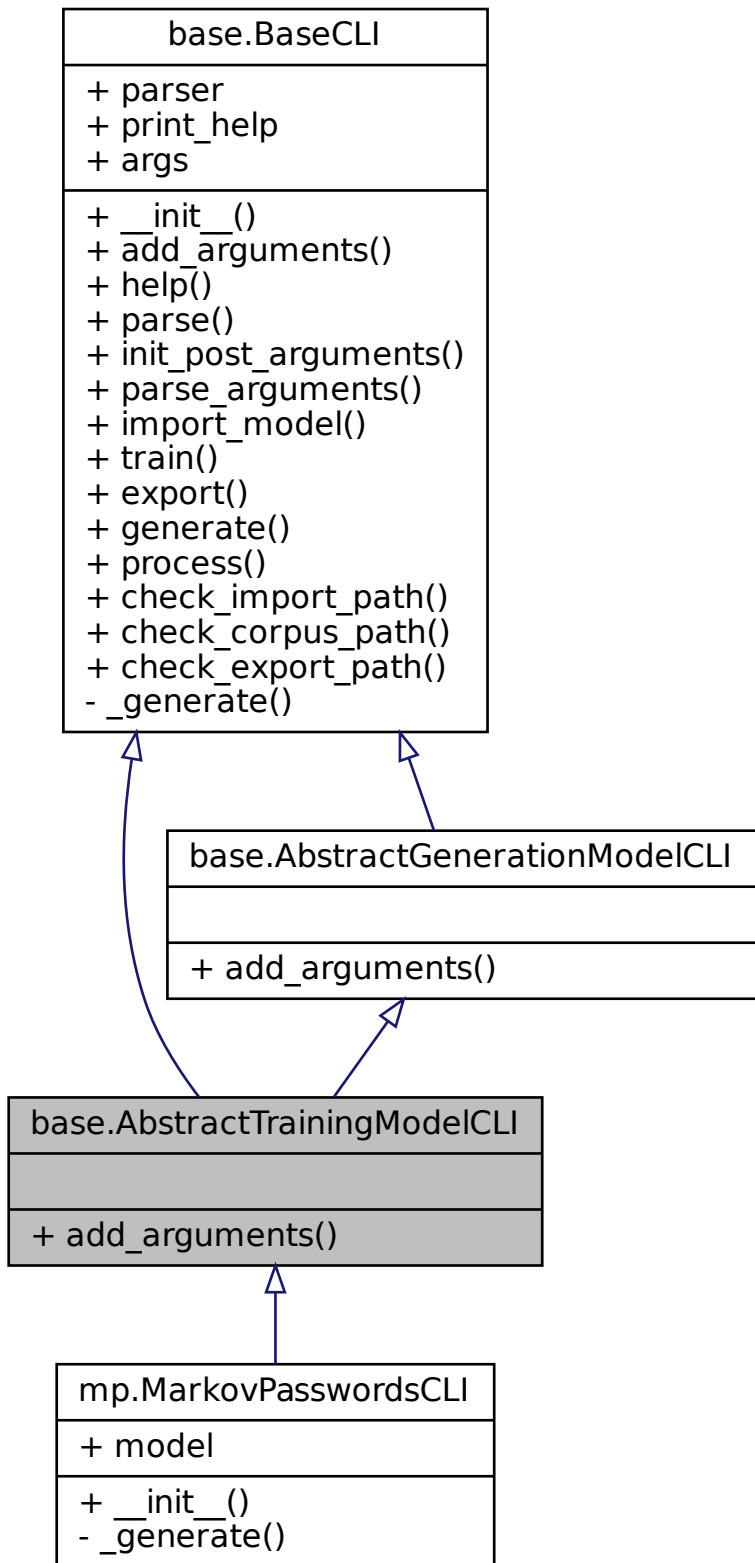 base.BaseCLI
+ parser
+ print_help
+ args
+ __init__()
+ add_arguments()
+ help()
+ parse()
+ init_post_arguments()
+ parse_arguments()
+ import_model()
+ train()
+ export()
+ generate()
+ process()
+ check_import_path()
+ check_corpus_path()
+ check_export_path()
- _generate()
base.AbstractGenerationModelCLI
+ add_arguments()
base.AbstractTrainingModelCLI
+ add_arguments()
mp.MarkovPasswordsCLI
+ model
+ __init__()
- _generate()